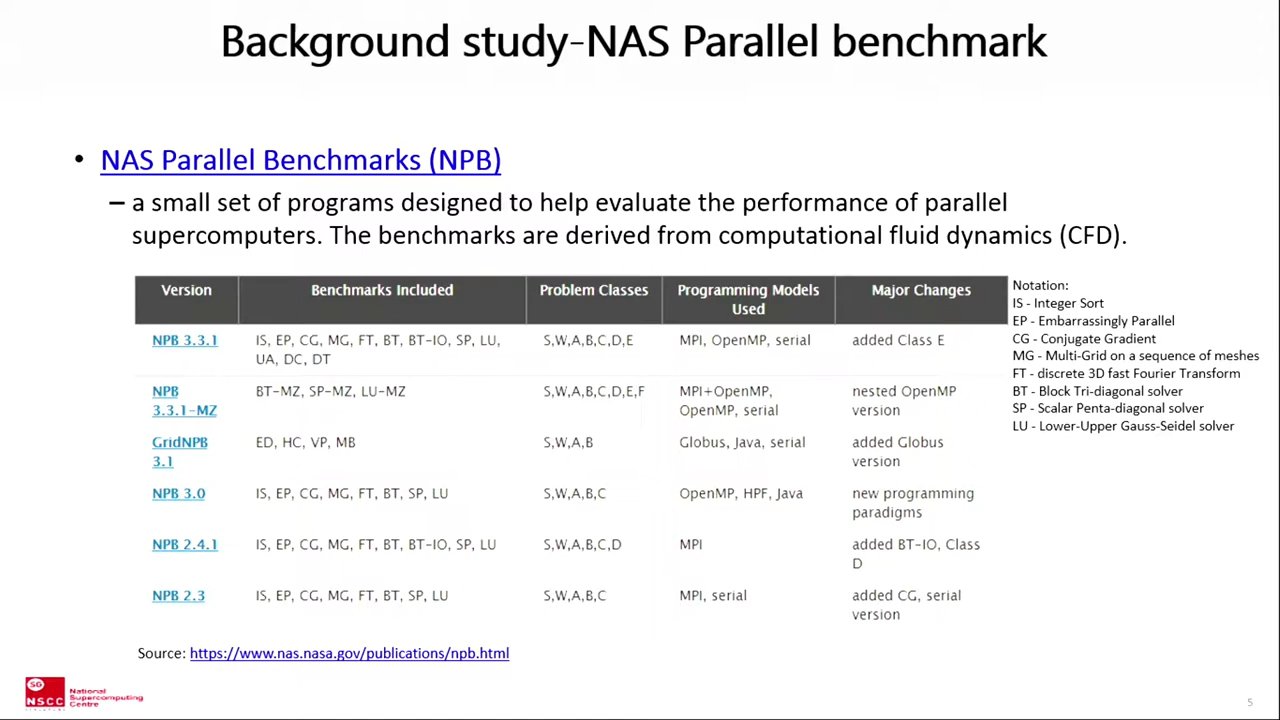 Background study-NAS Parallel benchmark
• NAS Parallel Benchmarks (NPB)
– a small set of programs designed to help evaluate the performance of parallel
supercomputers. The benchmarks are derived from computational fluid dynamics (CFD).
Version Benchmarks Included Problem Classes Programming Models Major Changes
Used
NPB 3.3.1 IS, EP, CG, MG, FT, BT, BT-IO, SP, LU, S,W,A,B,C,D,E MPI, OpenMP, serial added Class E
UA, DC, DT
NPB BT-MZ, SP-MZ, LU-MZ S,W,A,B,C,D,E,F MPI+OpenMP, nested OpenMP
3.3.1-MZ OpenMP, serial version
GridNPB ED, HC, VP, MB S,W,A,B Globus, Java, serial added Globus
3.1 version
NPB 3.0 IS, EP, CG, MG, FT, BT, SP, LU S,W,A,B,C OpenMP, HPF, Java new programming
paradigms
NPB 2.4.1 IS, EP, CG, MG, FT, BT, BT-IO, SP, LU S,W,A,B,C,D MPI added BT-IO, Class
D
NPB 2.3 IS, EP, CG, MG, FT, BT, SP, LU S,W,A,B,C MPI, serial added CG, serial
version
Notation:
IS - Integer Sort
EP - Embarrassingly Parallel
CG - Conjugate Gradient
MG - Multi-Grid on a sequence of meshes
FT - discrete 3D fast Fourier Transform
BT - Block Tri-diagonal solver
SP - Scalar Penta-diagonal solver
LU - Lower-Upper Gauss-Seidel solver
Source: https://www.nas.nasa.gov/publications/npb.html
SG
NSCC
National
Supercomputing
Centre
5